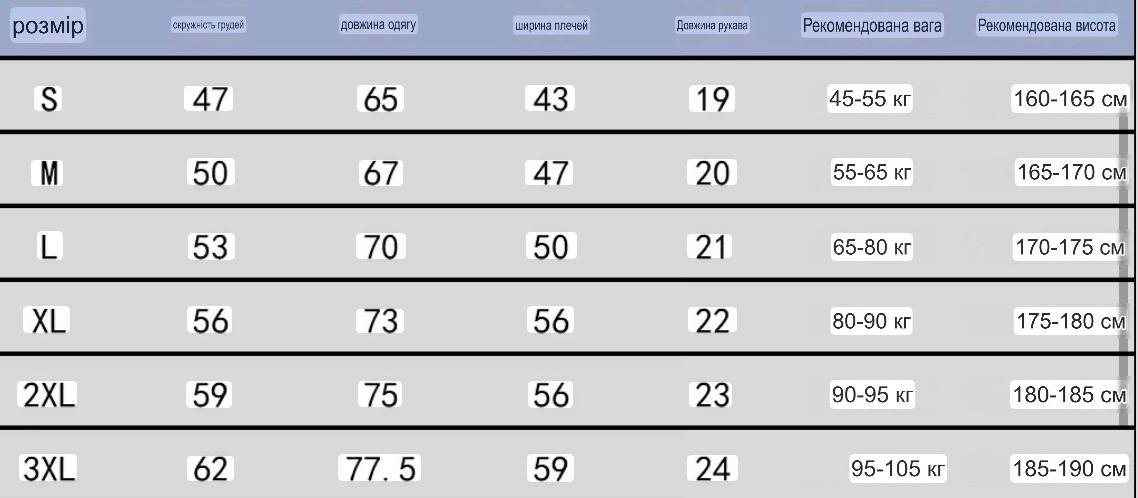 розмір скружність грудей довжина одягу ширина плечей Довжина рукава Рекомендована вага Рекомендована висота
S 47 65 43 19 45-55 кг 160-165 см
M 50 67 47 20 55-65 кг 165-170 см
L 53 70 50 21 65-80 кг 170-175 см
XL 56 73 56 22 80-90 кг 175-180 см
2XL 59 75 56 23 90-95 кг 180-185 см
3XL 62 77.5 59 24 95-105 кг 185-190 см